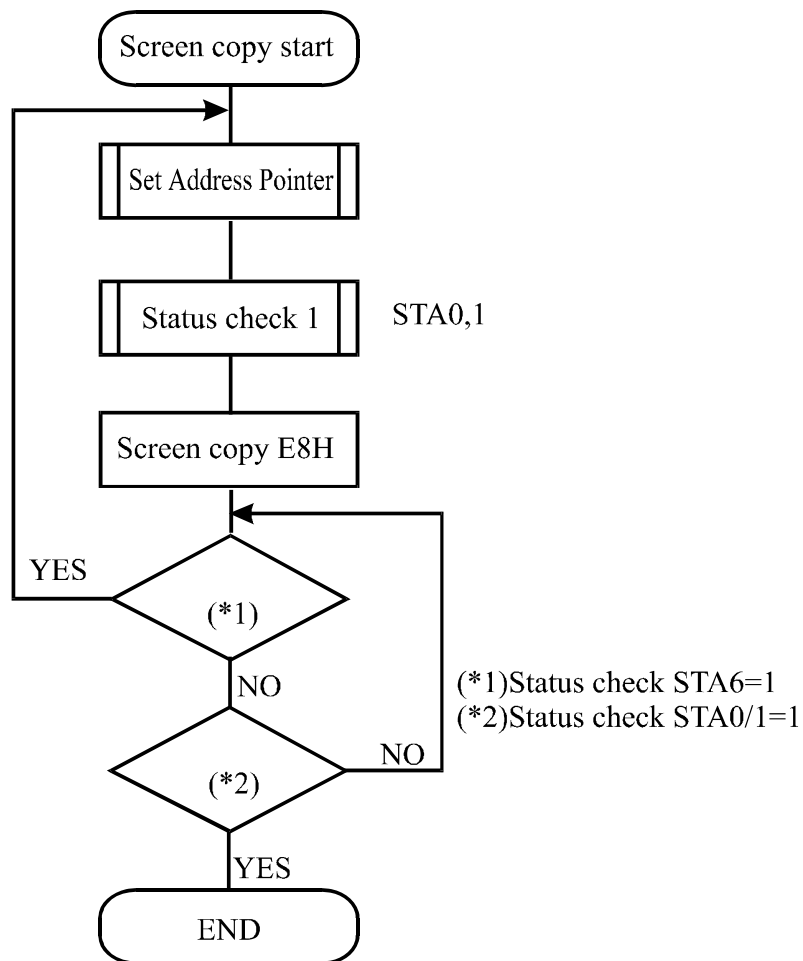 Screen copy start
Set Address Pointer
Status check 1
STA0,1
Screen copy E8H
YES
(*1)
NO
(*1)Status check STA6=1
(*2)Status check STA0/1=1
NO
(*2)
YES
END